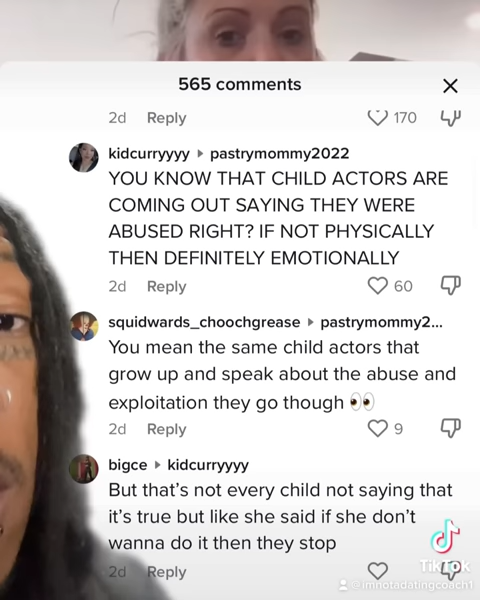 565 comments
2d Reply 170
kidcurryyyy ▸ pastrymommy2022
YOU KNOW THAT CHILD ACTORS ARE
COMING OUT SAYING THEY WERE
ABUSED RIGHT? IF NOT PHYSICALLY
THEN DEFINITELY EMOTIONALLY
2d Reply 60
squidwards_choochgrease ▸ pastrymommy2...
You mean the same child actors that
grow up and speak about the abuse and
exploitation they go though 👀
2d Reply 9
bigce ▸ kidcurryyyy
But that's not every child not saying that
it's true but like she said if she don't
wanna do it then they stop
2d Reply
TikTok
@imnotadatingcoach1